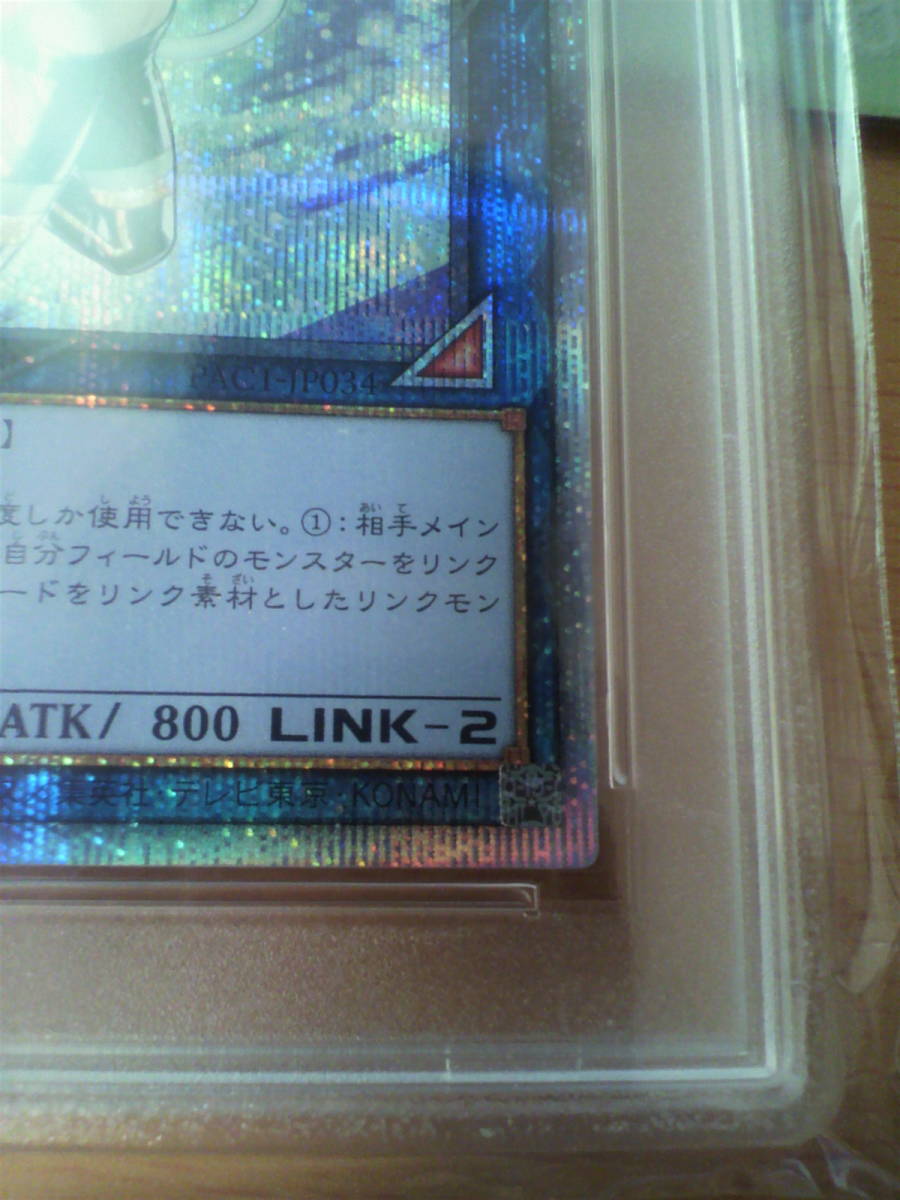 PAC1-JP034
】
度しか使用できない。①:相手メイン
自分フィールドのモンスターをリンク
ードをリンク素材としたリンクモン
ATK/ 800 LINK-2
集英社・テレビ東京・KONAMI